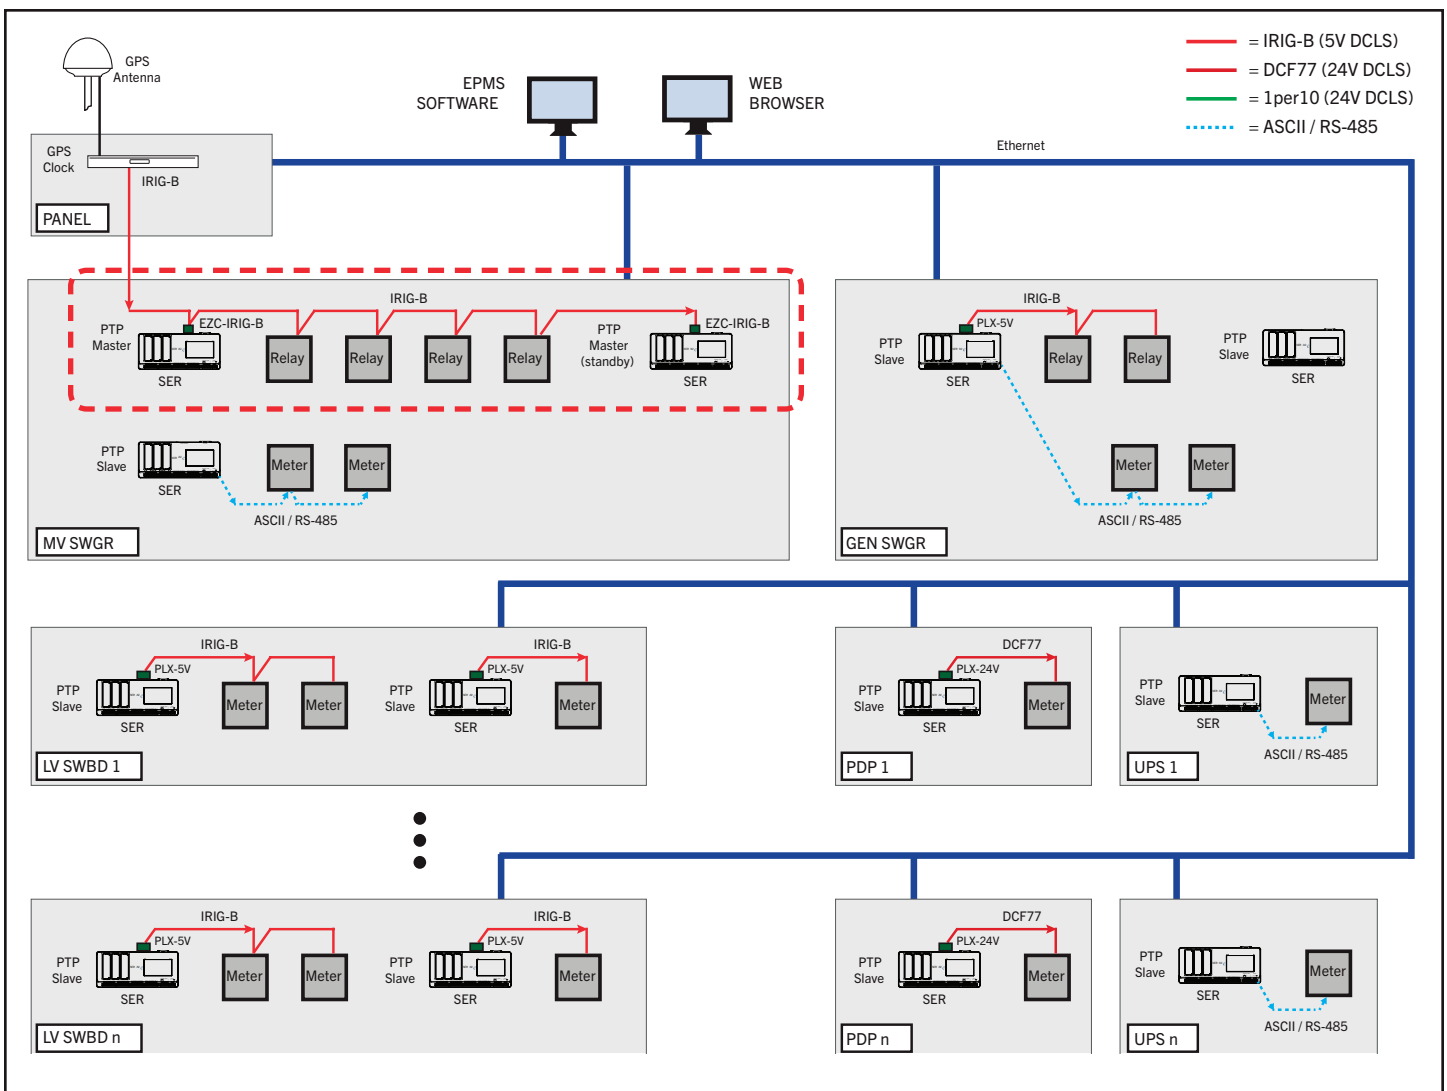 GPS
Antenna
EPMS
SOFTWARE
WEB
BROWSER
= IRIG-B (5V DCLS)
= DCF77 (24V DCLS)
= 1per10 (24V DCLS)
= ASCII / RS-485
Ethernet
GPS
Clock
IRIG-B
PANEL
IRIG-B
PTP
Master
EZC-IRIG-B
SER
Relay
Relay
Relay
Relay
PTP
Master
(standby)
EZC-IRIG-B
SER
PTP
Slave
SER
Meter
Meter
ASCII / RS-485
MV SWGR
IRIG-B
PLX-5V
PTP
Slave
SER
Relay
Relay
PTP
Slave
SER
Meter
Meter
ASCII / RS-485
GEN SWGR
IRIG-B
PLX-5V
PTP
Slave
SER
Meter
Meter
IRIG-B
PLX-5V
PTP
Slave
SER
Meter
LV SWBD 1
DCF77
PLX-24V
PTP
Slave
SER
Meter
PDP 1
PTP
Slave
SER
Meter
ASCII / RS-485
UPS 1
IRIG-B
PLX-5V
PTP
Slave
SER
Meter
Meter
IRIG-B
PLX-5V
PTP
Slave
SER
Meter
LV SWBD n
DCF77
PLX-24V
PTP
Slave
SER
Meter
PDP n
PTP
Slave
SER
Meter
ASCII / RS-485
UPS n